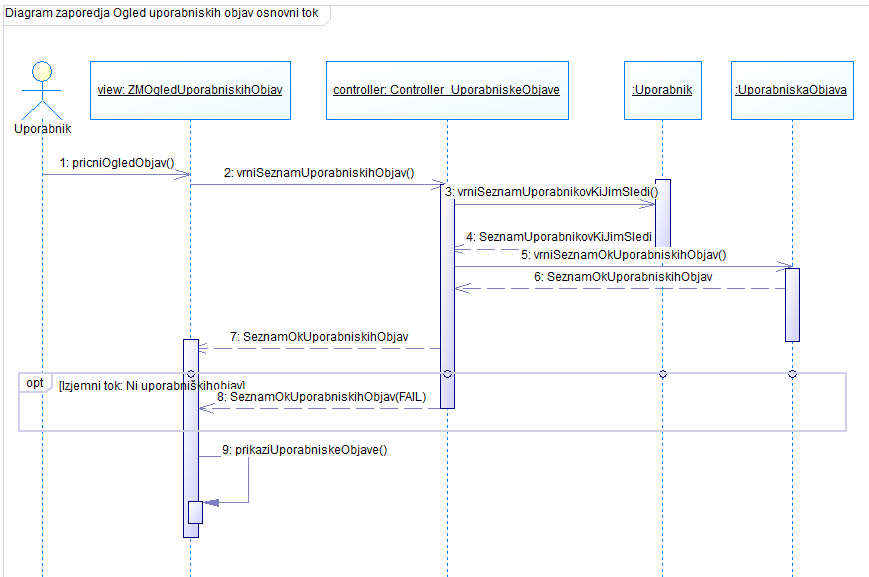 Diagram zaporedja Ogled uporabniskih objav osnovni tok
view: ZMOgledUporabniskihObjav
controller: Controller_UporabniskeObjave
:Uporabnik
:UporabniskaObjava
Uporabnik
1: pricniOgledObjav()
2: vrniSeznamUporabniskihObjav()
3: vrniSeznamUporabnikovKiJimSledi()
4: SeznamUporabnikovKiJimSledi
5: vrniSeznamOkUporabniskihObjav()
6: SeznamOkUporabniskihObjav
7: SeznamOkUporabniskihObjav
opt
[Izjemni tok: Ni uporabniskihobjav]
8: SeznamOkUporabniskihObjav(FAIL)
9: prikaziUporabniskeObjave()